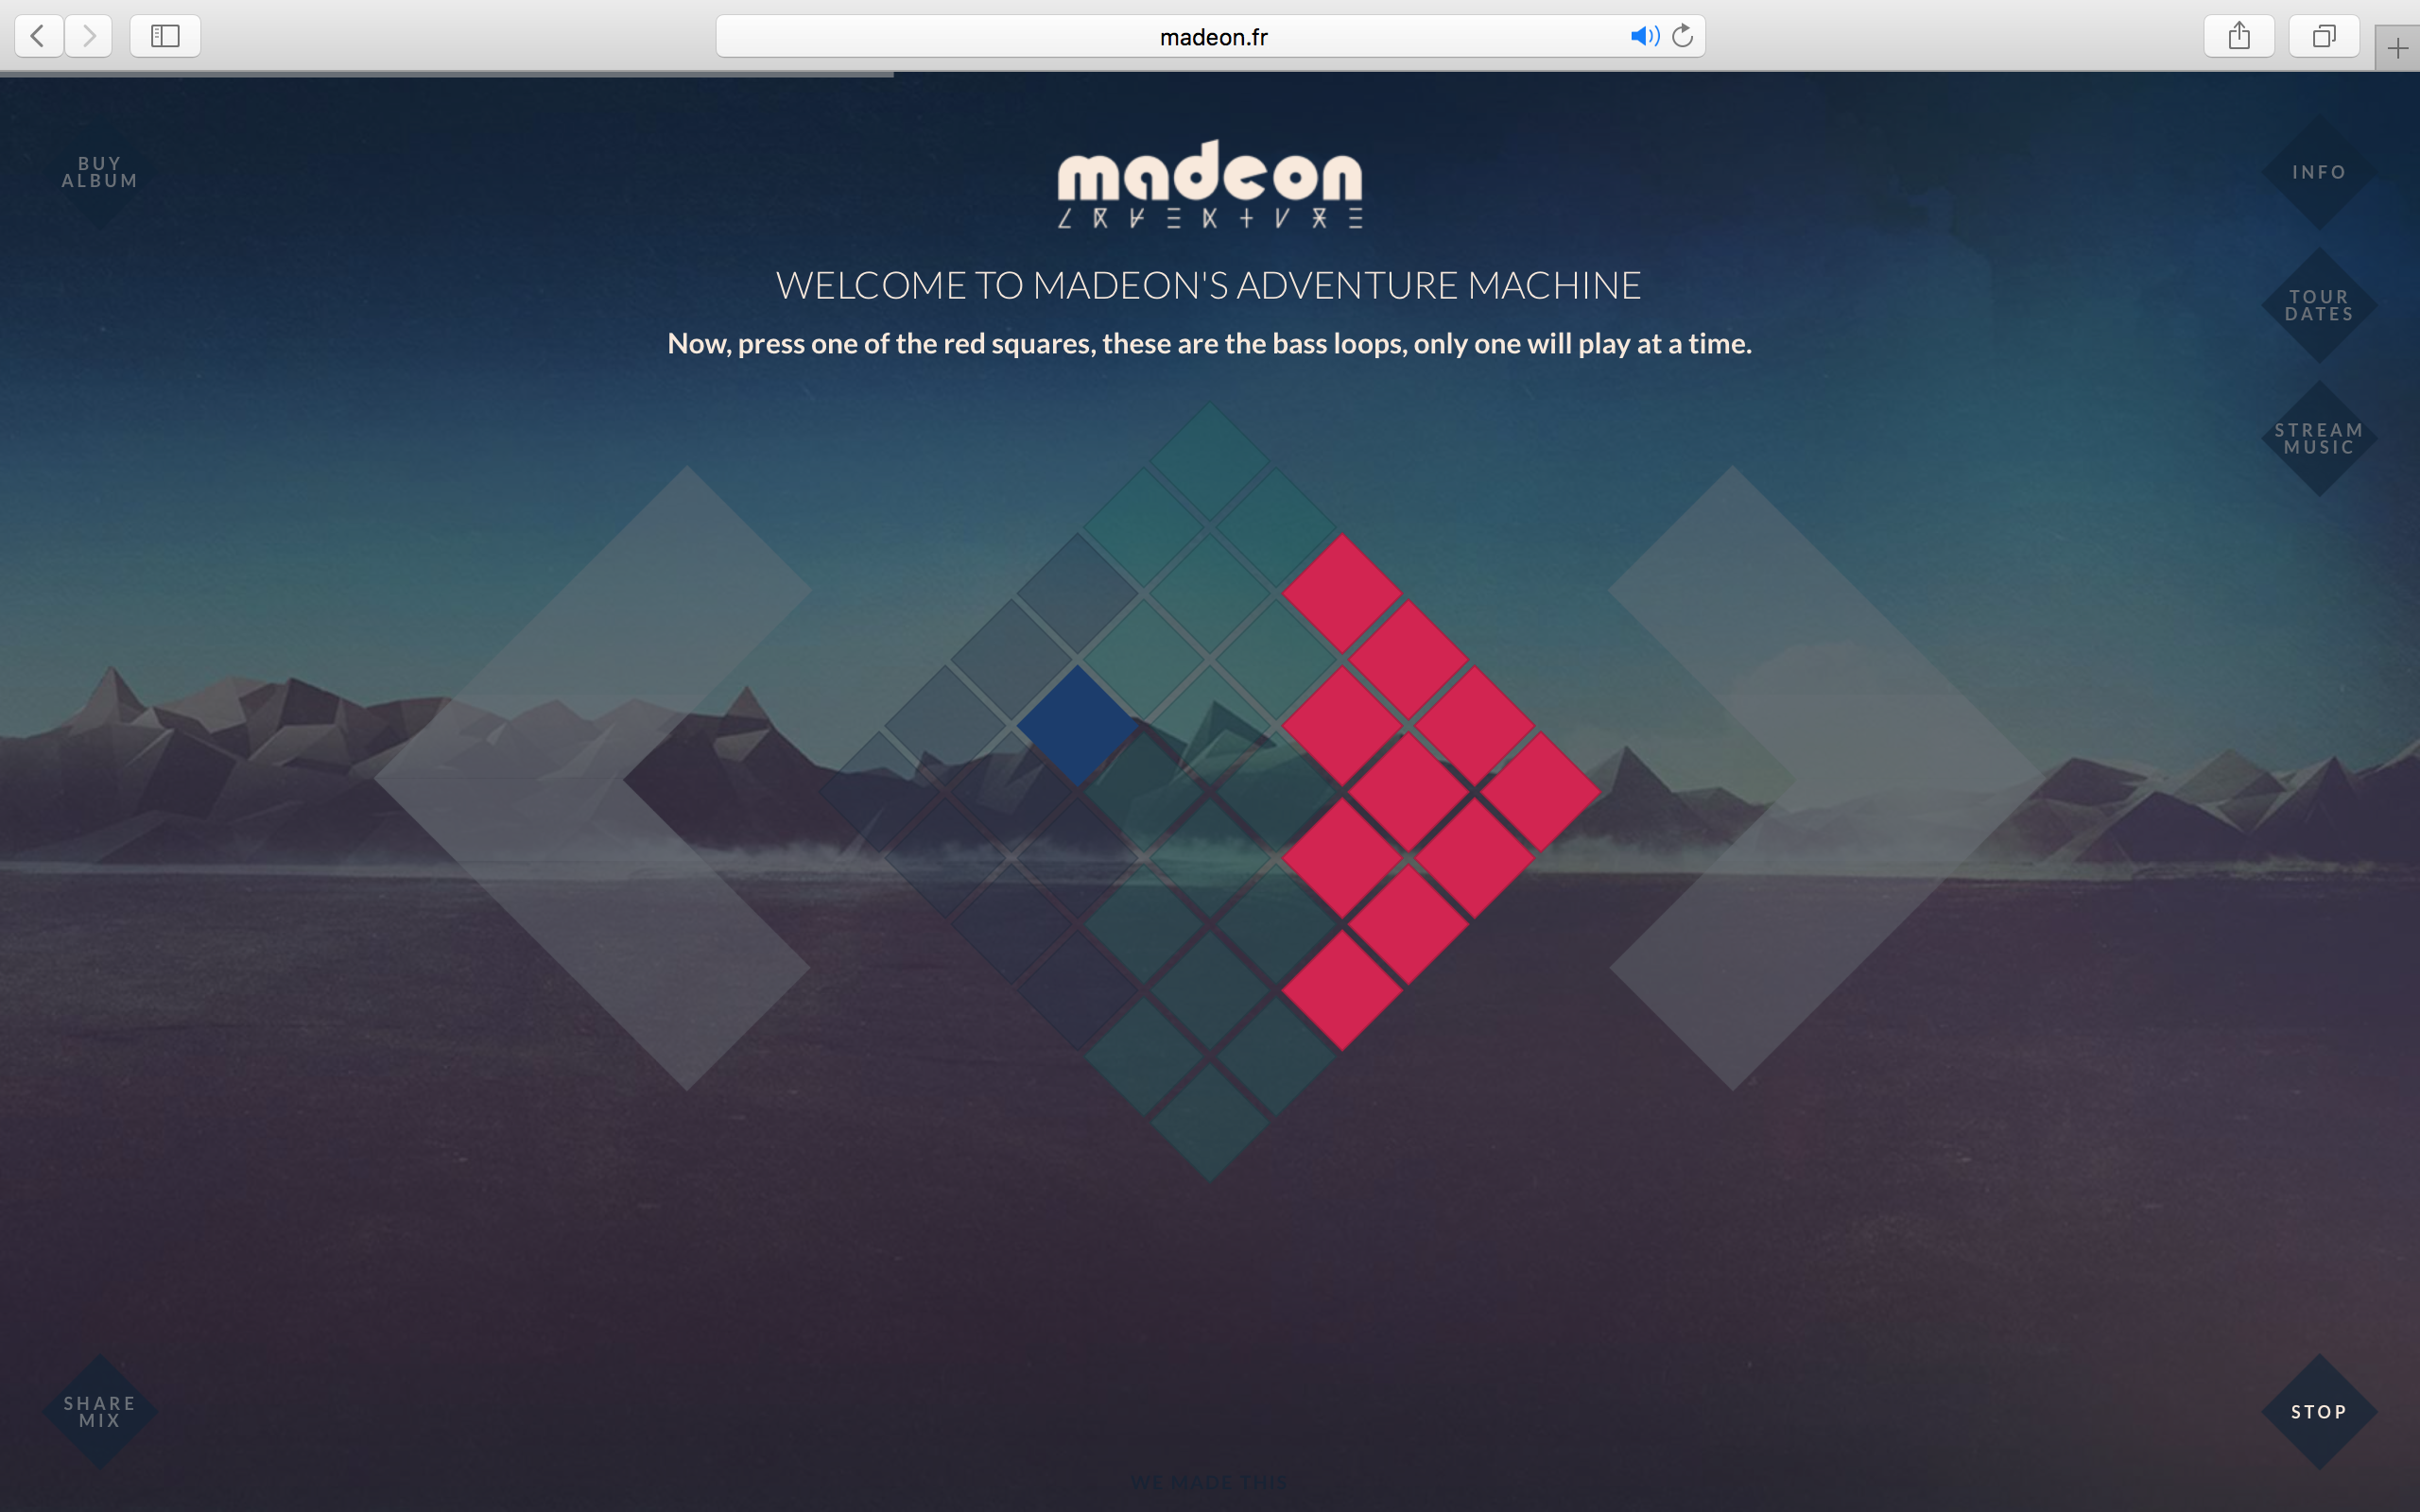 madeon.fr
BUY
ALBUM
madeon
INFO
WELCOME TO MADEON'S ADVENTURE MACHINE
TOUR
DATES
Now, press one of the red squares, these are the bass loops, only one will play at a time.
STREAM
MUSIC
SHARE
MIX
STOP
WE MADE THIS